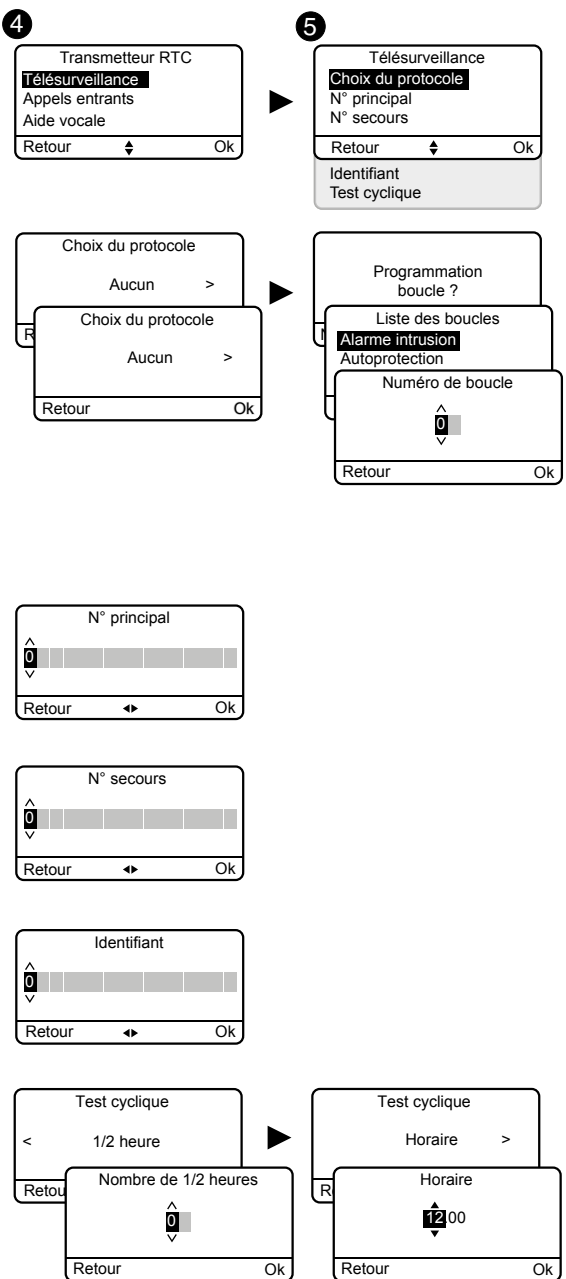 4
Transmetteur RTC
Télésurveillance
Appels entrants
Aide vocale
Retour Ok
5
Télésurveillance
Choix du protocole
N° principal
N° secours
Retour Ok
Identifiant
Test cyclique
Choix du protocole
Aucun >
R
Choix du protocole
Aucun >
Retour Ok
Programmation
boucle ?
Liste des boucles
Alarme intrusion
Autoprotection
Numéro de boucle
0
Retour Ok
N° principal
0
Retour Ok
N° secours
0
Retour Ok
Identifiant
0
Retour Ok
Test cyclique
< 1/2 heure
Retou
Nombre de 1/2 heures
0
Retour Ok
Test cyclique
Horaire >
R
Horaire
12.00
Retour Ok